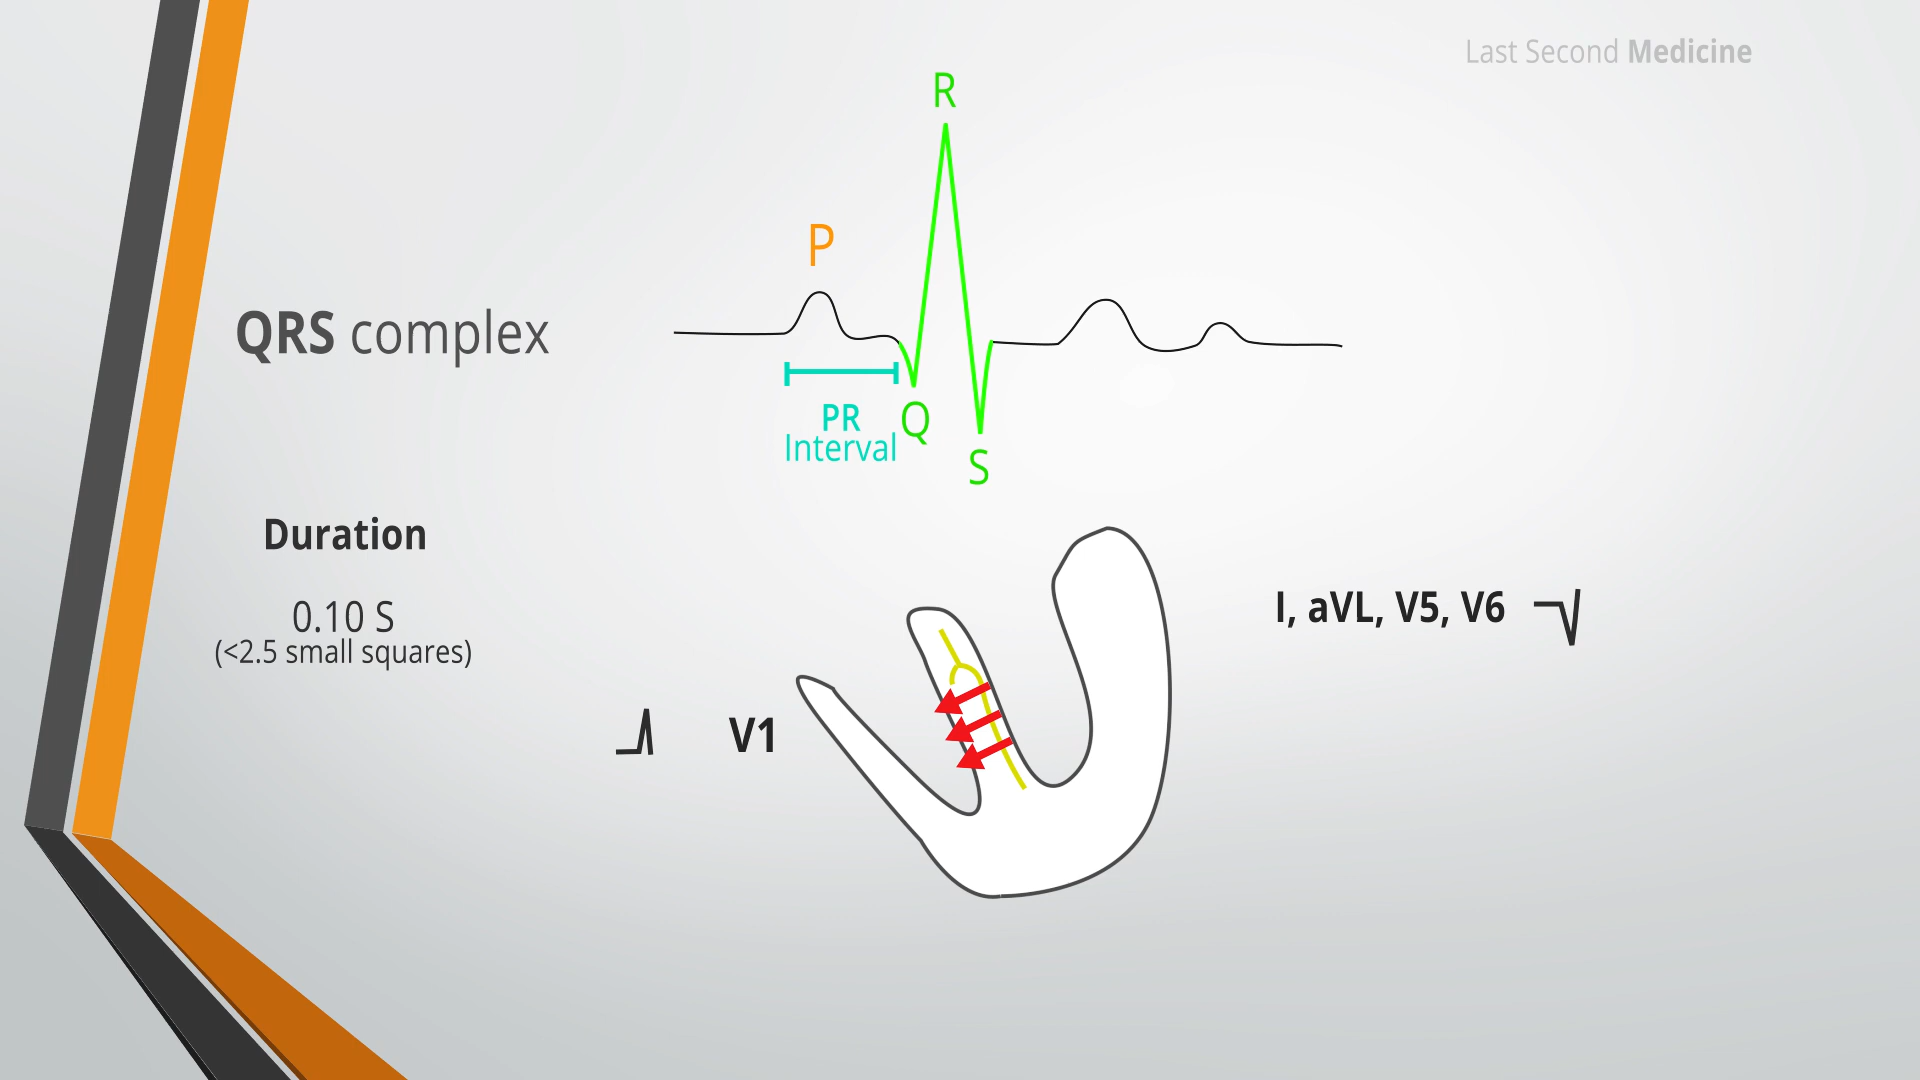 Last Second Medicine
R
P
QRS complex
PR
Interval
Q
S
Duration
0.10 S
(<2.5 small squares)
I, aVL, V5, V6
V1